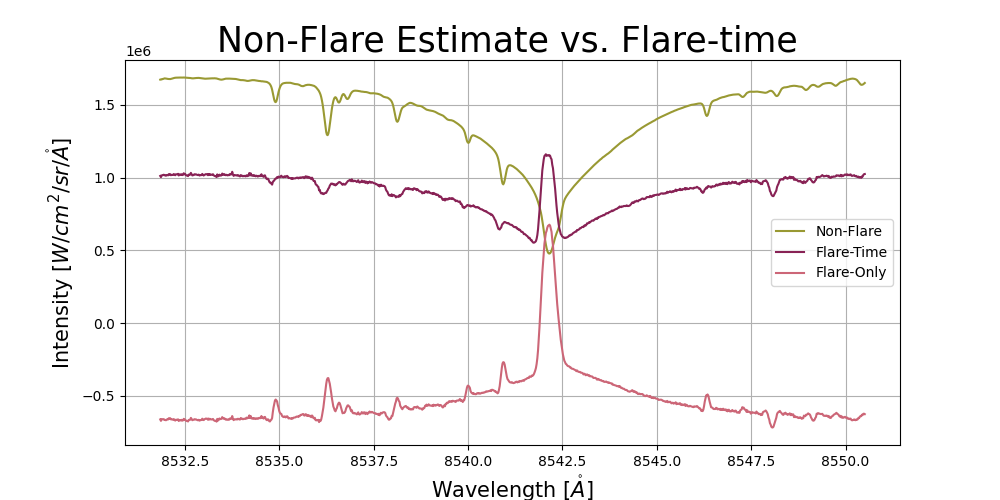 Non-Flare Estimate vs. Flare-time
1e6
1.5
1.0
0.5
0.0
−0.5
Intensity [W/cm²/sr/Å]
Non-Flare
Flare-Time
Flare-Only
8532.5 8535.0 8537.5 8540.0 8542.5 8545.0 8547.5 8550.0
Wavelength [Å]